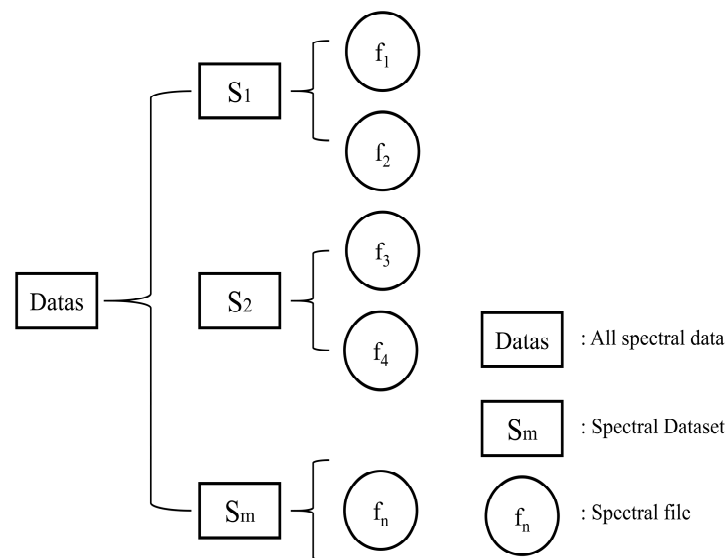 f₁
S₁
f₂
f₃
Datas
S₂
f₄
Datas : All spectral data
Sₘ : Spectral Dataset
Sₘ
fₙ
fₙ : Spectral file